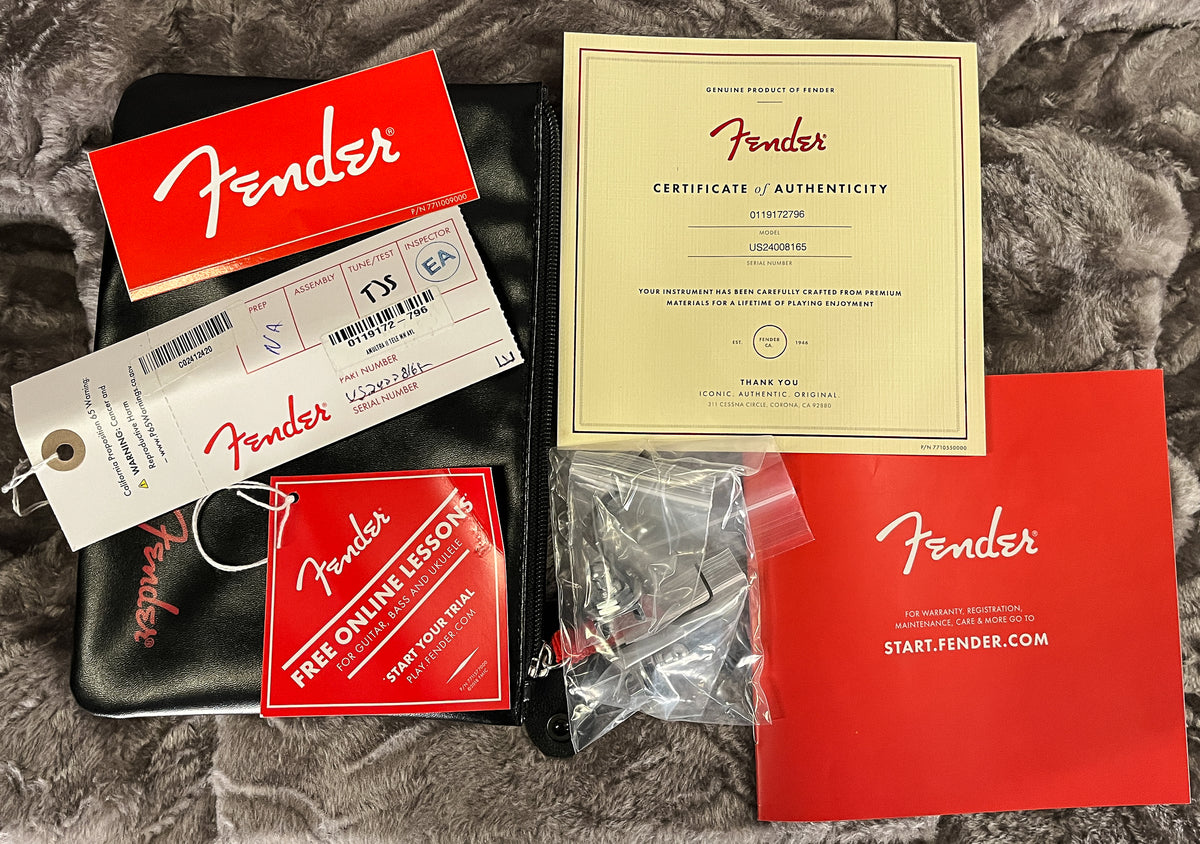 Fender®
P/N 7711009000
PREP
ASSEMBLY
TUNE/TEST
INSPECTOR
NA
TJS
EA
C02412420
0119172-796
AMULTRA II TELE MN AVL
PART NUMBER
SERIAL NUMBER
California Proposition 65 Warning.
WARNING: Cancer and
Reproductive Harm
www.P65Warnings.ca.gov
Fender®
Fender®
Fender
FREE ONLINE LESSONS*
FOR GUITAR, BASS AND UKULELE
START YOUR TRIAL
PLAY.FENDER.COM
GENUINE PRODUCT OF FENDER
Fender®
CERTIFICATE of AUTHENTICITY
0119172796
MODEL
US24008165
SERIAL NUMBER
YOUR INSTRUMENT HAS BEEN CAREFULLY CRAFTED FROM PREMIUM
MATERIALS FOR A LIFETIME OF PLAYING ENJOYMENT
EST.
FENDER
CA.
1946
THANK YOU
ICONIC. AUTHENTIC. ORIGINAL.
311 CESSNA CIRCLE, CORONA, CA 92880
P/N 7710550000
Fender®
FOR WARRANTY, REGISTRATION,
MAINTENANCE, CARE & MORE GO TO
START.FENDER.COM